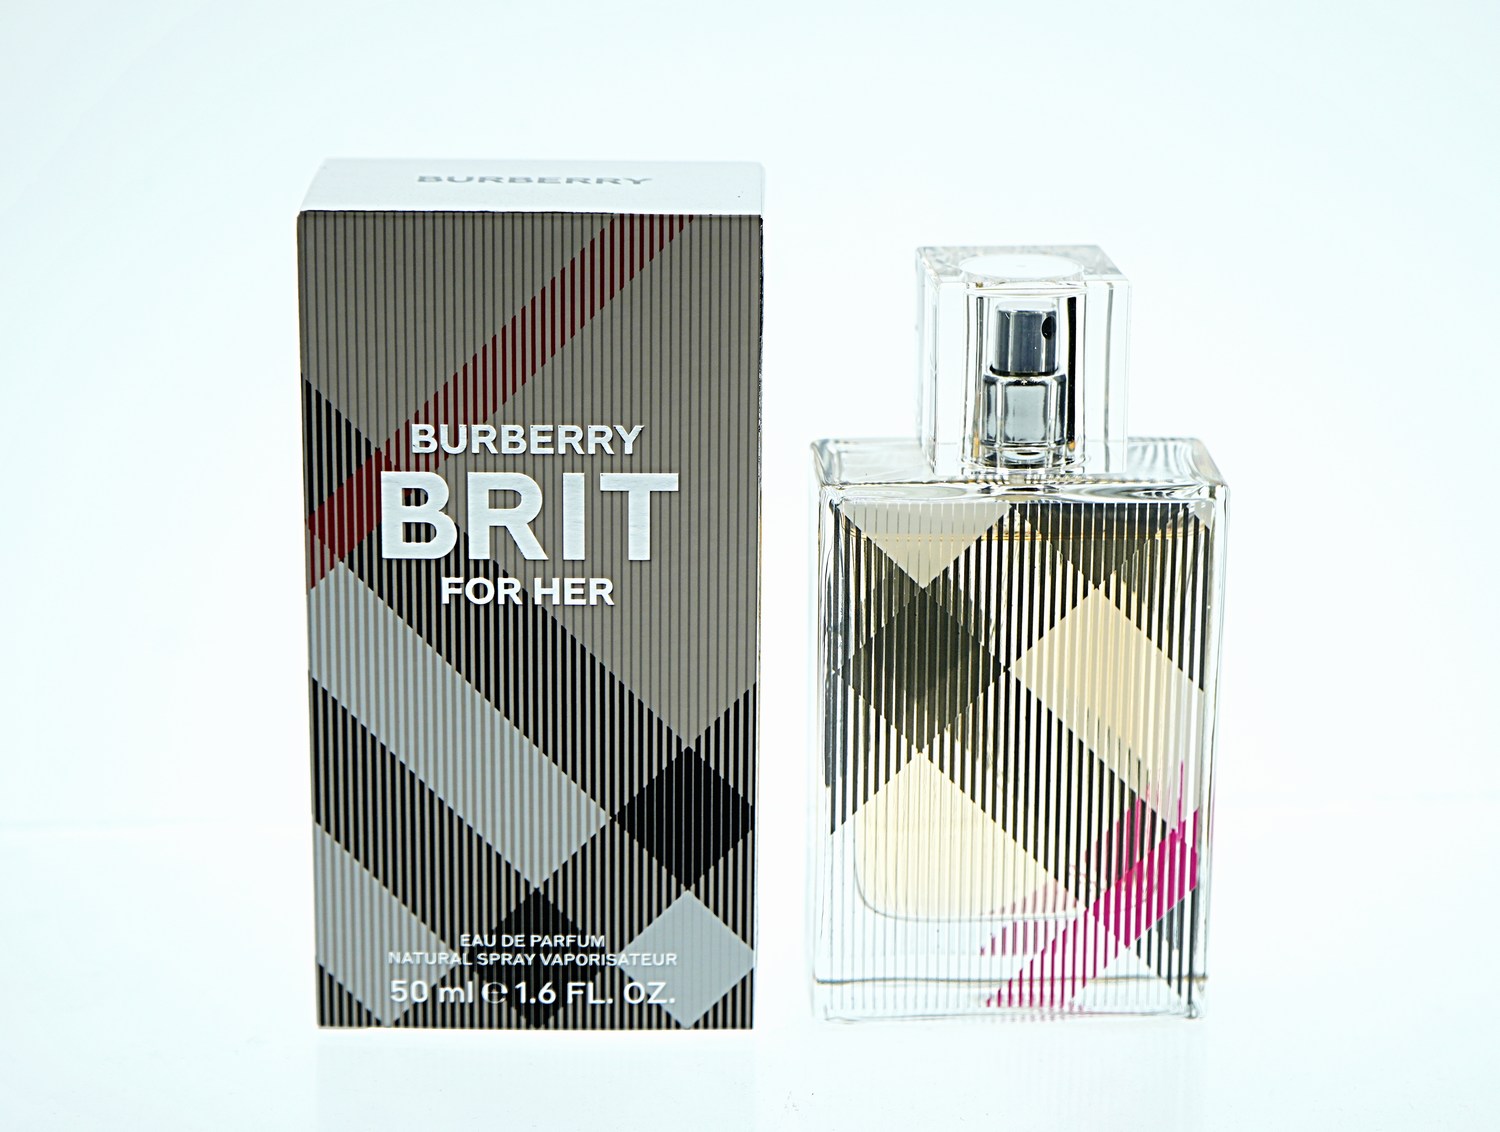 BURBERRY
BURBERRY
BRIT
FOR HER
EAU DE PARFUM
NATURAL SPRAY VAPORISATEUR
50 ml ℮ 1.6 FL. OZ.